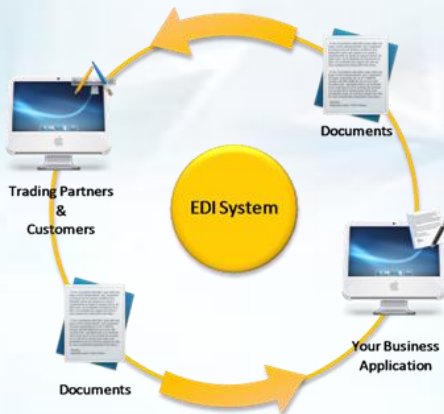 Documents
Trading Partners
&
Customers
EDI System
Your Business
Application
Documents